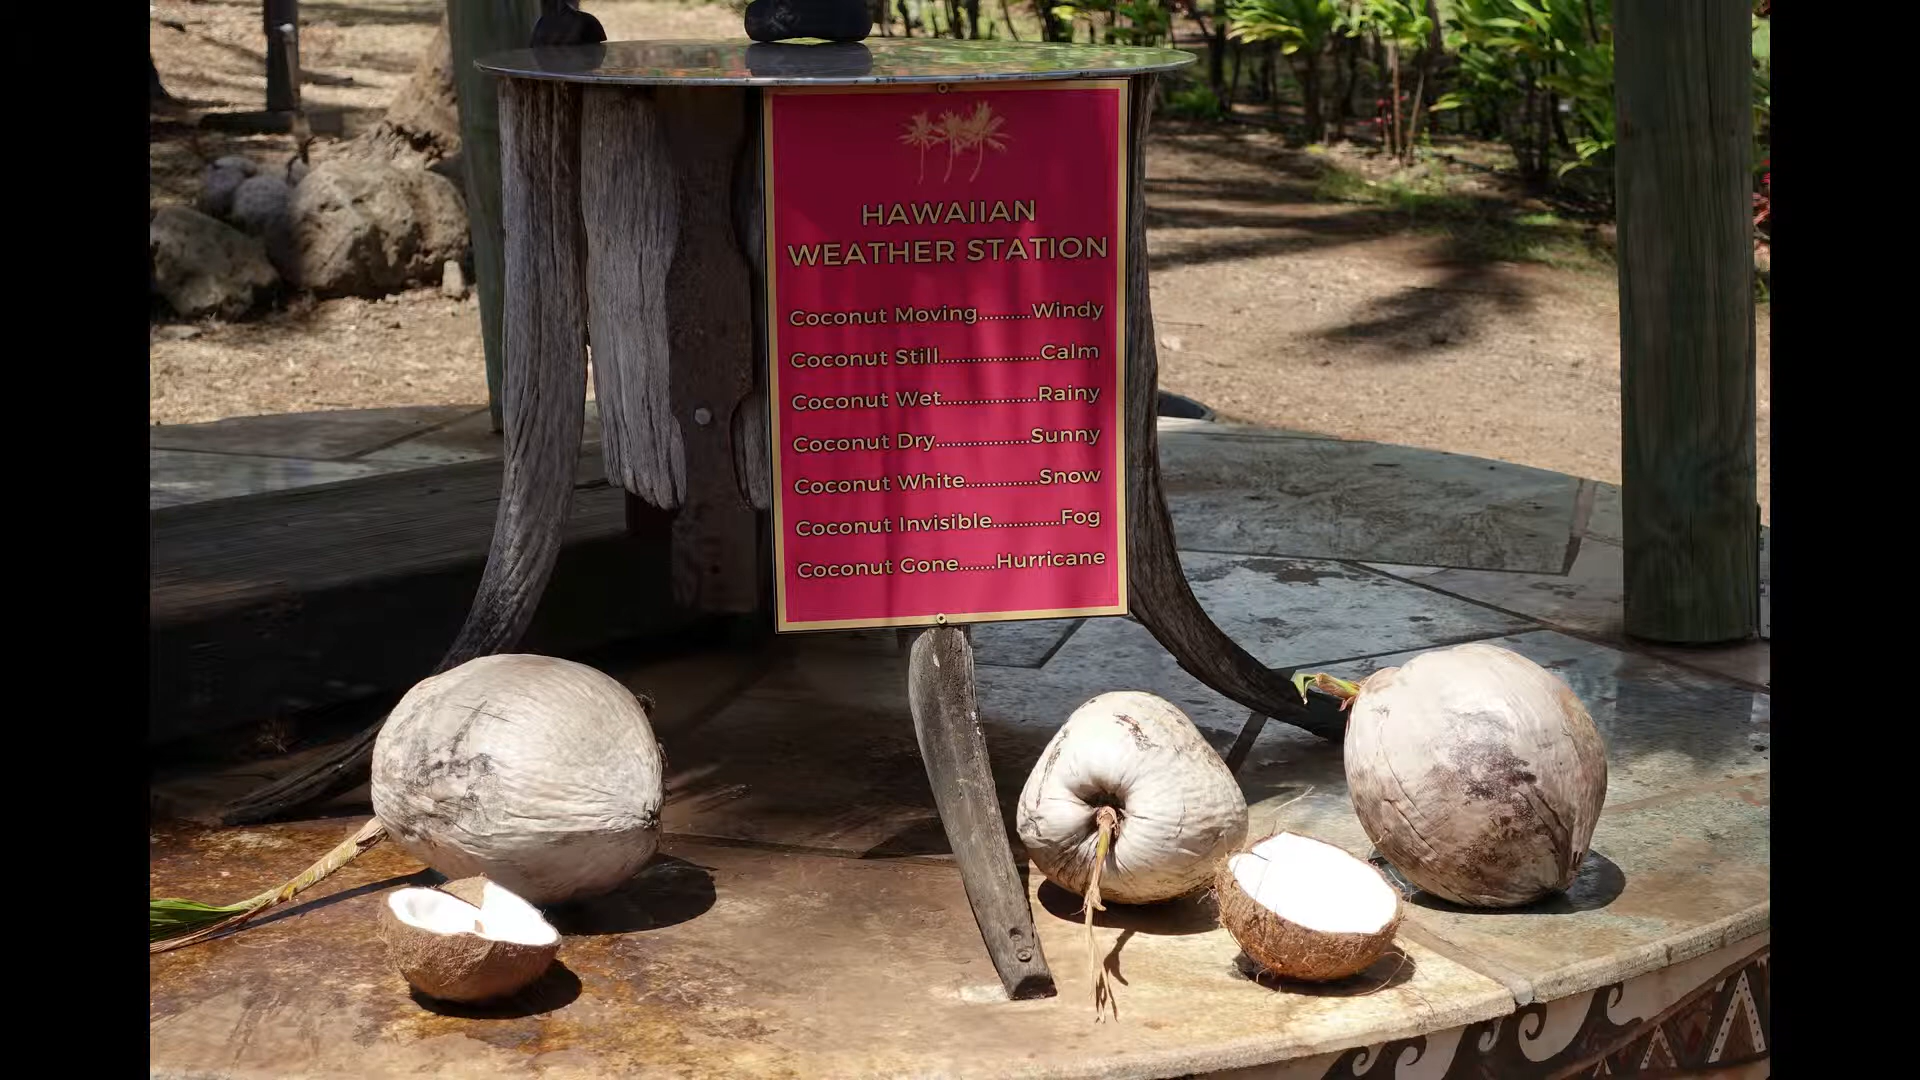 HAWAIIAN
WEATHER STATION
Coconut Moving.........Windy
Coconut Still..................Calm
Coconut Wet.................Rainy
Coconut Dry.................Sunny
Coconut White.............Snow
Coconut Invisible............Fog
Coconut Gone.......Hurricane